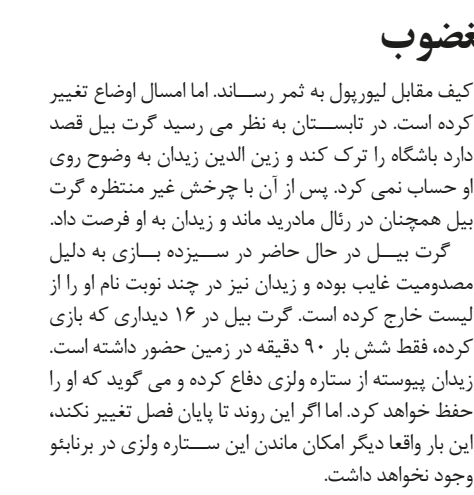 غضوب
کیف مقابل لیورپول به ثمر رســاند. اما امسال اوضاع تغییر
کرده است. در تابســتان به نظر می رسید گرت بیل قصد
دارد باشگاه را ترک کند و زین الدین زیدان به وضوح روی
او حساب نمی کرد. پس از آن با چرخش غیر منتظره گرت
بیل همچنان در رئال مادرید ماند و زیدان به او فرصت داد.
گرت بیــل در حال حاضر در ســیزده بــازی به دلیل
مصدومیت غایب بوده و زیدان نیز در چند نوبت نام او را از
لیست خارج کرده است. گرت بیل در ۱۶ دیداری که بازی
کرده، فقط شش بار ۹۰ دقیقه در زمین حضور داشته است.
زیدان پیوسته از ستاره ولزی دفاع کرده و می گوید که او را
حفظ خواهد کرد. اما اگر این روند تا پایان فصل تغییر نکند،
این بار واقعا دیگر امکان ماندن این ســتاره ولزی در برنابئو
وجود نخواهد داشت.